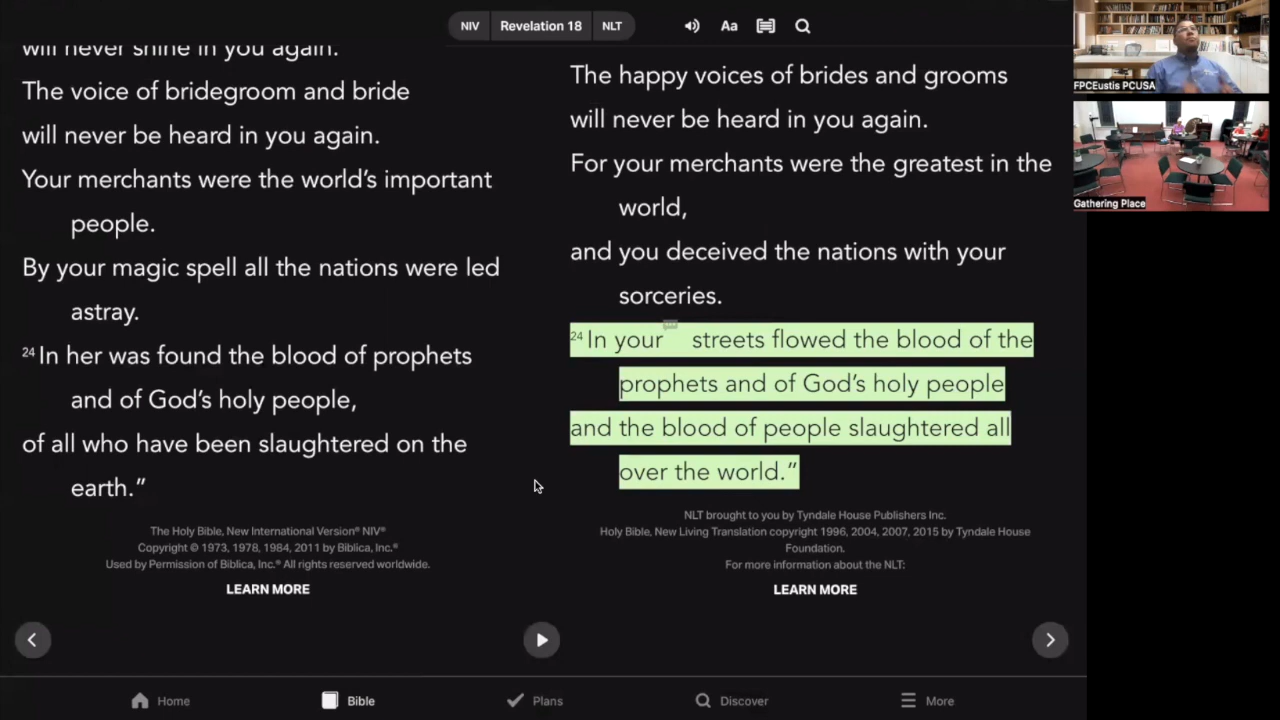 NIV Revelation 18 NLT Aa
will never shine in you again.
The voice of bridegroom and bride
will never be heard in you again.
Your merchants were the world’s important
people.
By your magic spell all the nations were led
astray.
24 In her was found the blood of prophets
and of God’s holy people,
of all who have been slaughtered on the
earth.”
The Holy Bible, New International Version® NIV®
Copyright © 1973, 1978, 1984, 2011 by Biblica, Inc.®
Used by Permission of Biblica, Inc.® All rights reserved worldwide.
LEARN MORE
The happy voices of brides and grooms
will never be heard in you again.
For your merchants were the greatest in the
world,
and you deceived the nations with your
sorceries.
24 In your streets flowed the blood of the
prophets and of God’s holy people
and the blood of people slaughtered all
over the world.”
NLT brought to you by Tyndale House Publishers Inc.
Holy Bible, New Living Translation copyright 1996, 2004, 2007, 2015 by Tyndale House
Foundation.
For more information about the NLT:
LEARN MORE
Home Bible Plans Discover More
FPCEustis PCUSA
Gathering Place